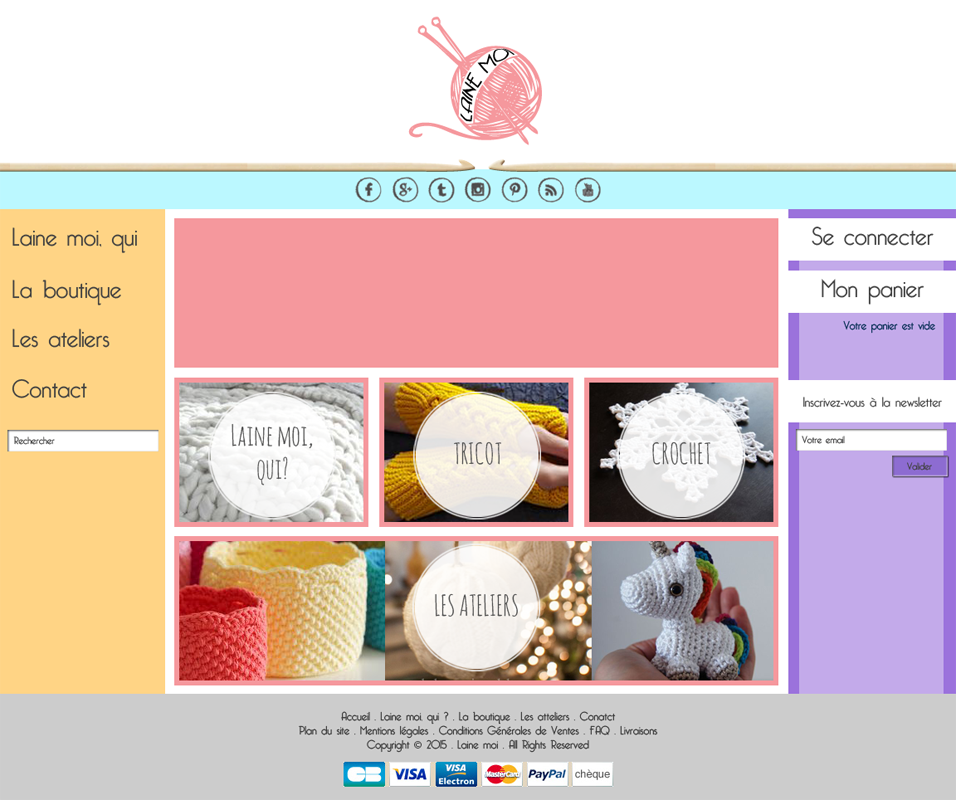 LAINE MOI
Laine moi, qui
La boutique
Les ateliers
Contact
Rechercher
LAINE MOI,
QUI?
TRICOT
CROCHET
LES ATELIERS
Se connecter
Mon panier
Votre panier est vide
Inscrivez-vous à la newsletter
Votre email
Valider
Accueil . Laine moi, qui ? . La boutique . Les atteliers . Conatct
Plan du site . Mentions légales . Conditions Générales de Ventes . FAQ . Livraisons
Copyright © 2015 . Laine moi . All Rights Reserved
CB VISA VISA Electron MasterCard PayPal chèque